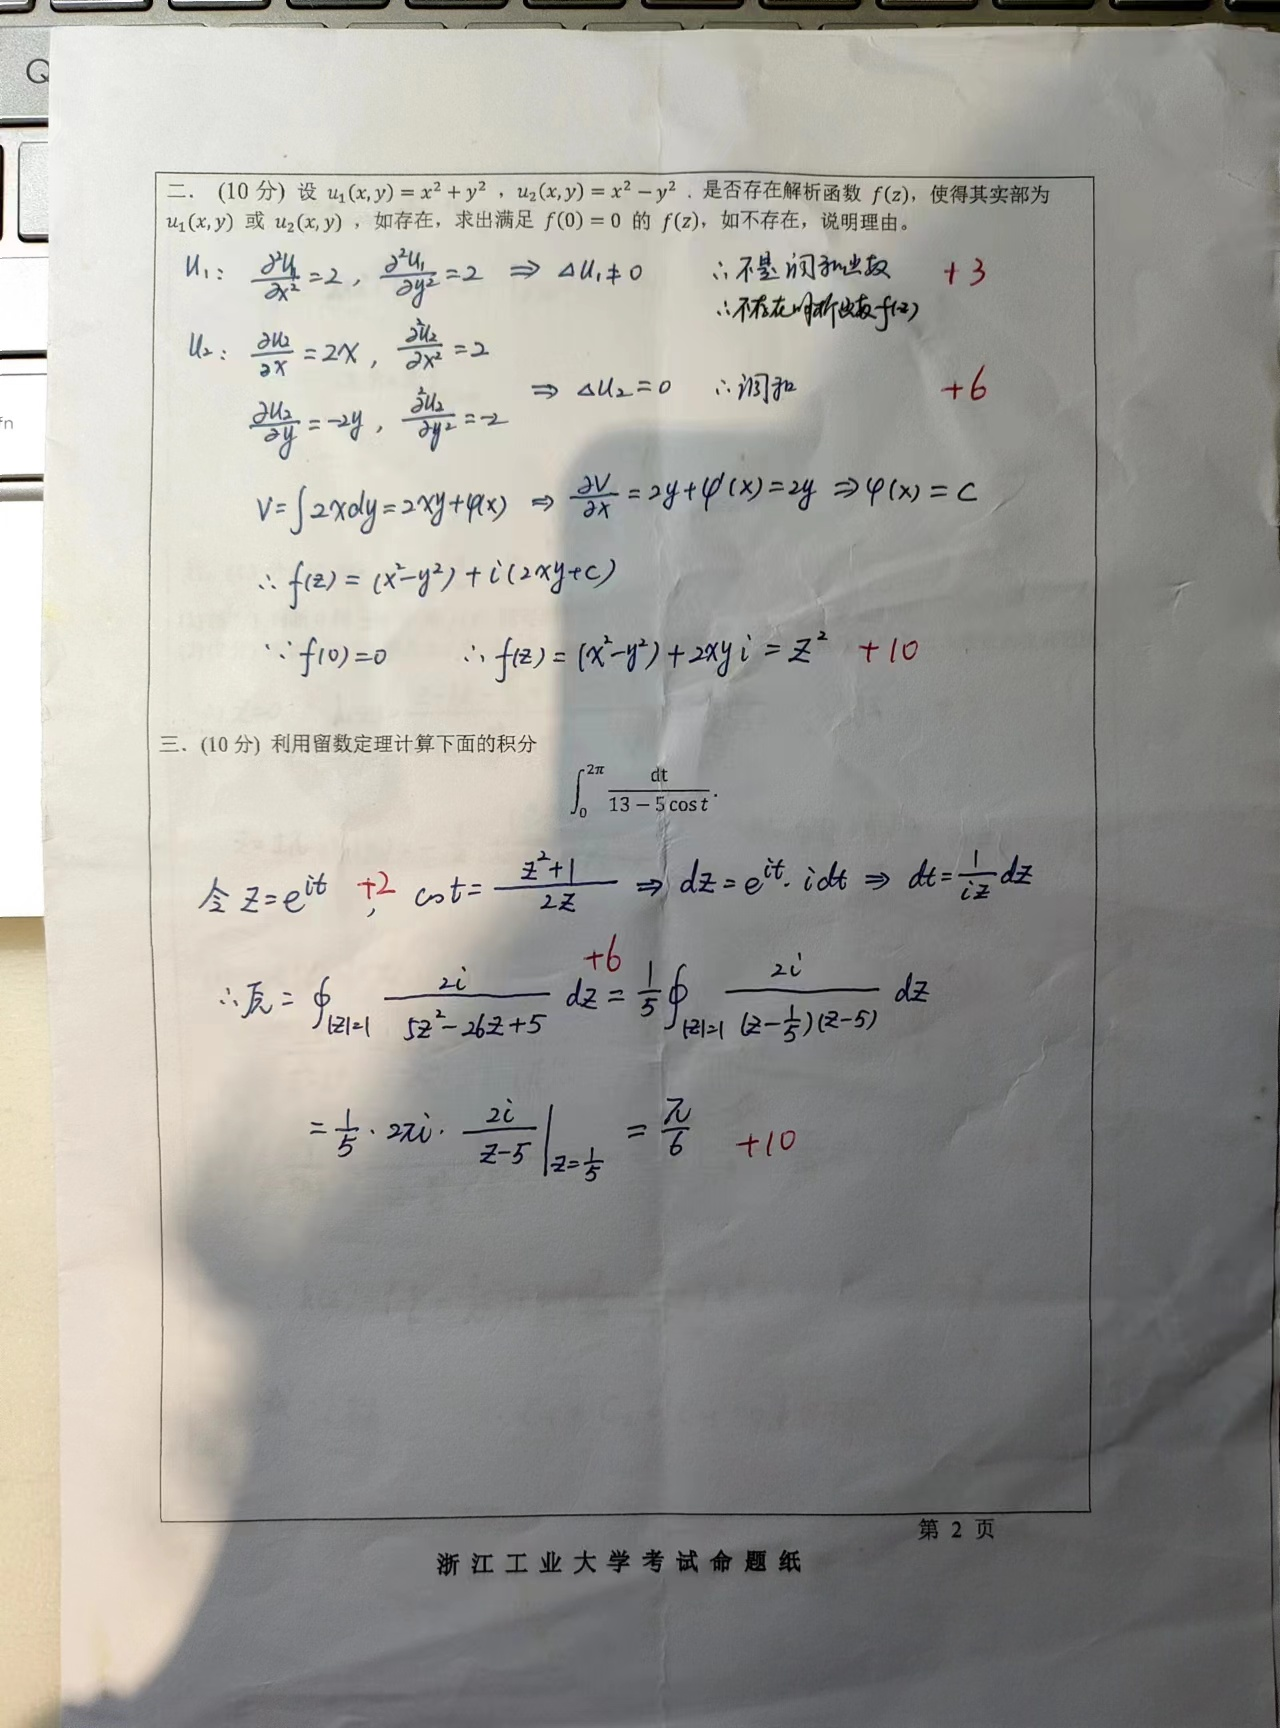 Q
fn
二. (10 分) 设 u₁(x,y) = x² + y² , u₂(x,y) = x² − y² . 是否存在解析函数 f(z), 使得其实部为
u₁(x,y) 或 u₂(x,y) , 如存在, 求出满足 f(0) = 0 的 f(z), 如不存在, 说明理由。
U₁: ∂²U₁/∂x² = 2, ∂²U₁/∂y² = 2 ⇒ ΔU₁ ≠ 0 ∴不是调和函数 +3
∴不存在解析函数f(z)
U₂: ∂U₂/∂x = 2x, ∂²U₂/∂x² = 2
⇒ ΔU₂ = 0 ∴调和 +6
∂U₂/∂y = -2y, ∂²U₂/∂y² = -2
V = ∫2xdy = 2xy + φ(x) ⇒ ∂V/∂x = 2y + φ'(x) = 2y ⇒ φ(x) = C
∴ f(z) = (x²-y²) + i(2xy+c)
∵ f(0) = 0 ∴ f(z) = (x²-y²) + 2xyi = z² +10
三. (10 分) 利用留数定理计算下面的积分
∫₀^{2π} dt/(13 − 5 cos t).
令 z = e^{it} +2 , cost = (z²+1)/(2z) ⇒ dz = e^{it}·idt ⇒ dt = 1/(iz) dz
∴原 = ∮_{|z|=1} 2i/(5z²-26z+5) dz +6 = 1/5 ∮_{|z|=1} 2i/((z-1/5)(z-5)) dz
= 1/5 · 2πi · 2i/(z-5) |_{z=1/5} = π/6 +10
第 2 页
浙江工业大学考试命题纸